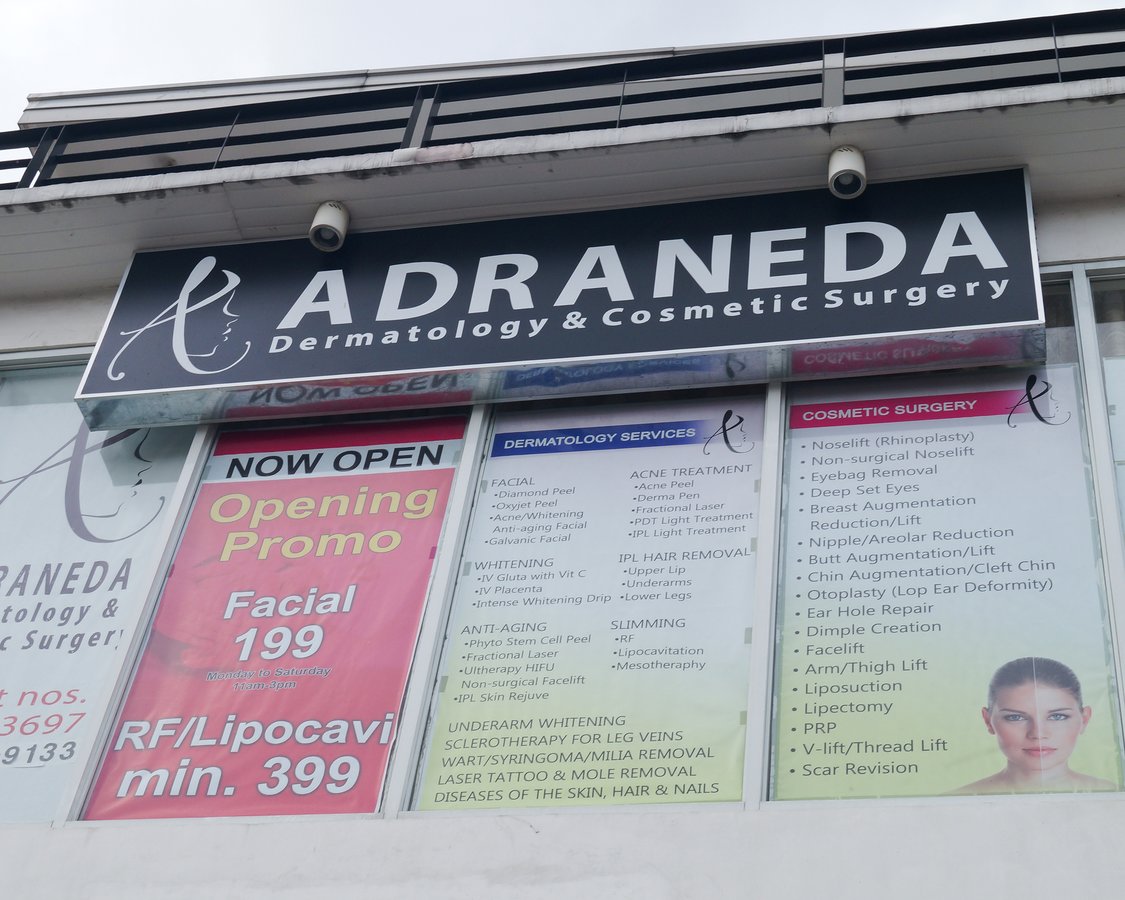 ADRANEDA
Dermatology & Cosmetic Surgery
RANEDA
tology &
c Surgery
t nos.
3697
-9133
NOW OPEN
Opening
Promo
Facial
199
Monday to Saturday
11am-3pm
RF/Lipocavi
min. 399
DERMATOLOGY SERVICES
FACIAL
•Diamond Peel
•Oxyjet Peel
•Acne/Whitening
Anti-aging Facial
•Galvanic Facial
WHITENING
•IV Gluta with Vit C
•IV Placenta
•Intense Whitening Drip
ANTI-AGING
•Phyto Stem Cell Peel
•Fractional Laser
•Ultherapy HIFU
Non-surgical Facelift
•IPL Skin Rejuve
ACNE TREATMENT
•Acne Peel
•Derma Pen
•Fractional Laser
•PDT Light Treatment
•IPL Light Treatment
IPL HAIR REMOVAL
•Upper Lip
•Underarms
•Lower Legs
SLIMMING
•RF
•Lipocavitation
•Mesotheraphy
UNDERARM WHITENING
SCLEROTHERAPY FOR LEG VEINS
WART/SYRINGOMA/MILIA REMOVAL
LASER TATTOO & MOLE REMOVAL
DISEASES OF THE SKIN, HAIR & NAILS
COSMETIC SURGERY
• Noselift (Rhinoplasty)
• Non-surgical Noselift
• Eyebag Removal
• Deep Set Eyes
• Breast Augmentation
Reduction/Lift
• Nipple/Areolar Reduction
• Butt Augmentation/Lift
• Chin Augmentation/Cleft Chin
• Otoplasty (Lop Ear Deformity)
• Ear Hole Repair
• Dimple Creation
• Facelift
• Arm/Thigh Lift
• Liposuction
• Lipectomy
• PRP
• V-lift/Thread Lift
• Scar Revision